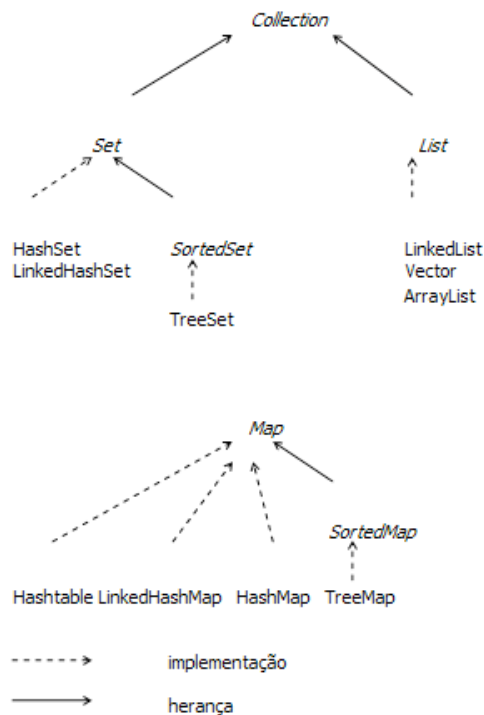 Collection
Set List
HashSet SortedSet LinkedList
LinkedHashSet Vector
ArrayList
TreeSet
Map
SortedMap
Hashtable LinkedHashMap HashMap TreeMap
implementação
herança